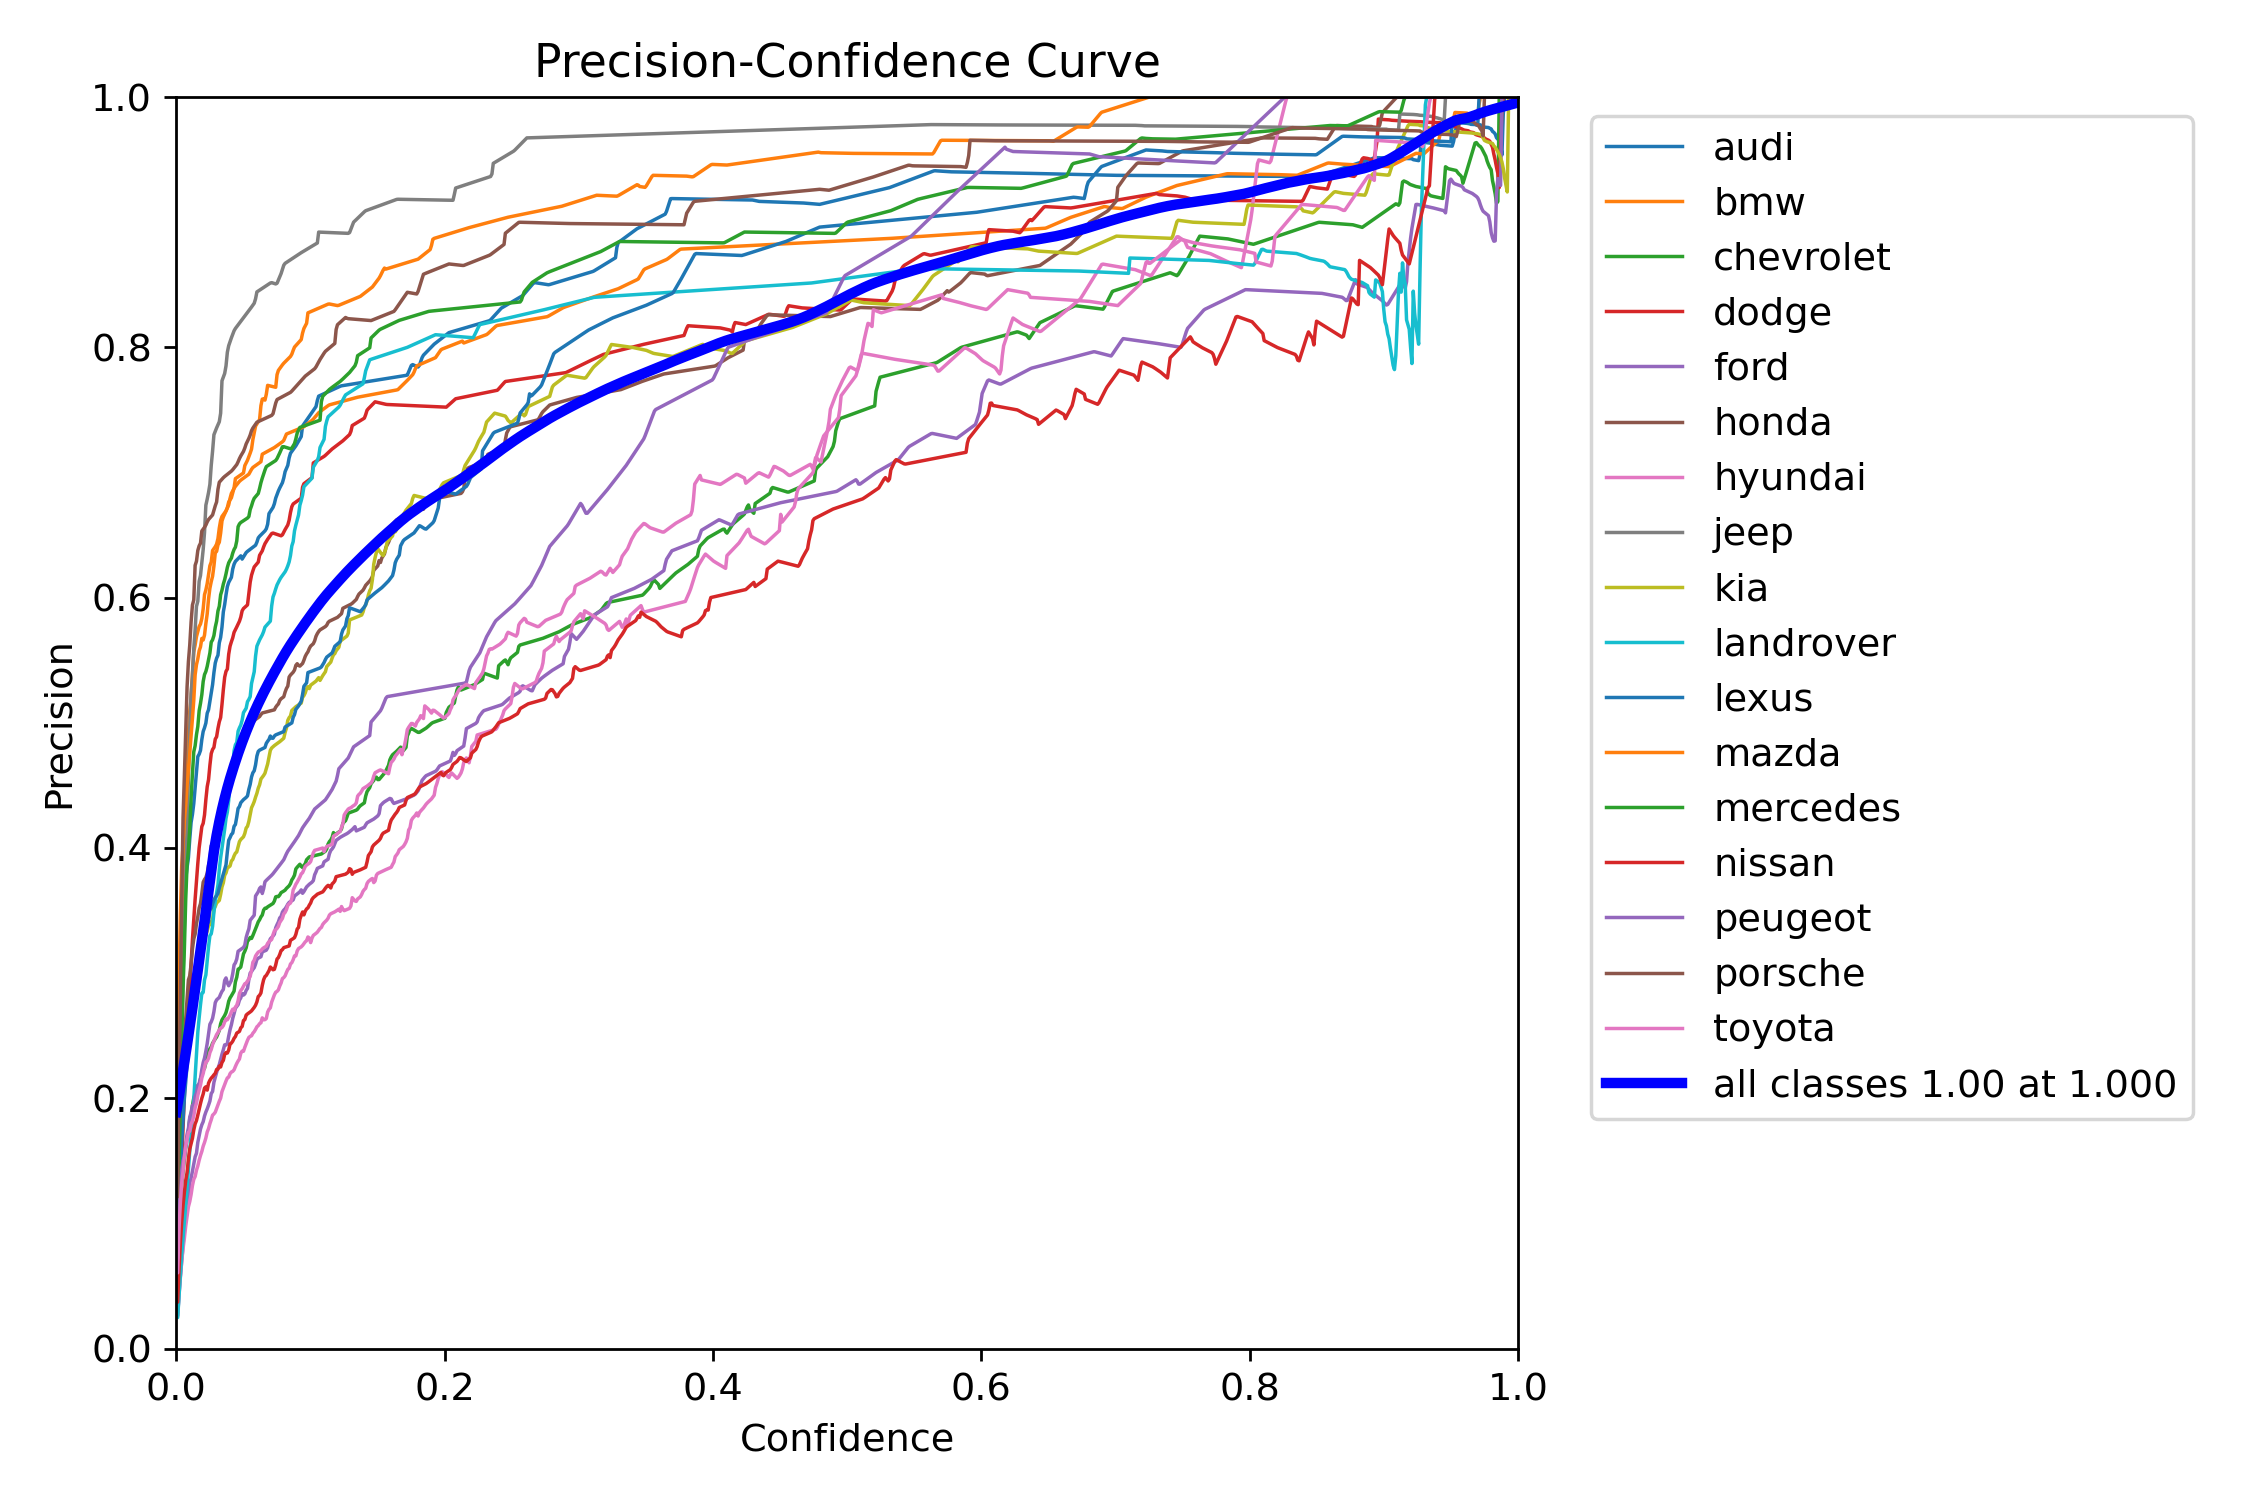 Precision-Confidence Curve
1.0
0.8
0.6
0.4
0.2
0.0
Precision
0.0 0.2 0.4 0.6 0.8 1.0
Confidence
audi
bmw
chevrolet
dodge
ford
honda
hyundai
jeep
kia
landrover
lexus
mazda
mercedes
nissan
peugeot
porsche
toyota
all classes 1.00 at 1.000